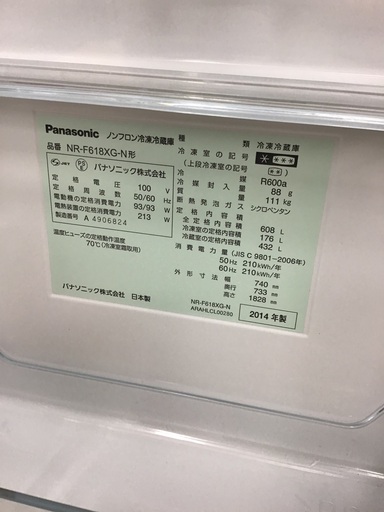 Panasonic ノンフロン冷凍冷蔵庫
品番 NR-F618XG-N形
JET PS E パナソニック株式会社
定格電圧 100 V
定格周波数 50/60 Hz
電動機の定格消費電力 93/93 W
電熱装置の定格消費電力 213 W
製造番号 A 4906824
温度ヒューズの定格動作温度
70℃(冷凍室霜取用)
パナソニック株式会社 日本製
種類 冷凍冷蔵庫
冷凍室の記号
(上段冷凍室の記号)
冷媒 R600a
冷媒封入量 88 g
質量 111 kg
断熱発泡ガス シクロペンタン
定格内容積
全定格内容積 608 L
冷凍室の定格内容積 176 L
冷蔵室の定格内容積 432 L
消費電力量 (JIS C 9801-2006年)
50 Hz 210 kWh/年
60 Hz 210 kWh/年
外形寸法 幅 740 mm
奥行 733 mm
高さ 1828 mm
NR-F618XG-N
ARAHLCL00280
2014 年製